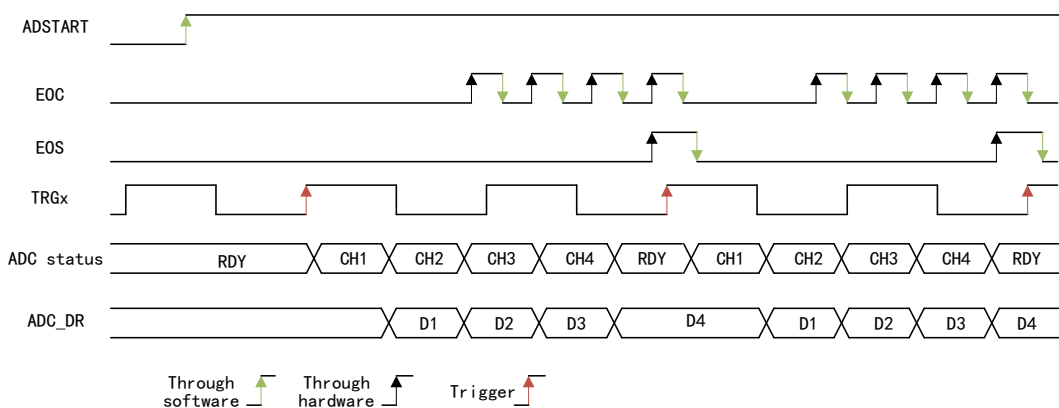 ADSTART
EOC
EOS
TRGx
ADC status RDY CH1 CH2 CH3 CH4 RDY CH1 CH2 CH3 CH4 RDY
ADC_DR D1 D2 D3 D4 D1 D2 D3 D4
Through
software
Through
hardware
Trigger